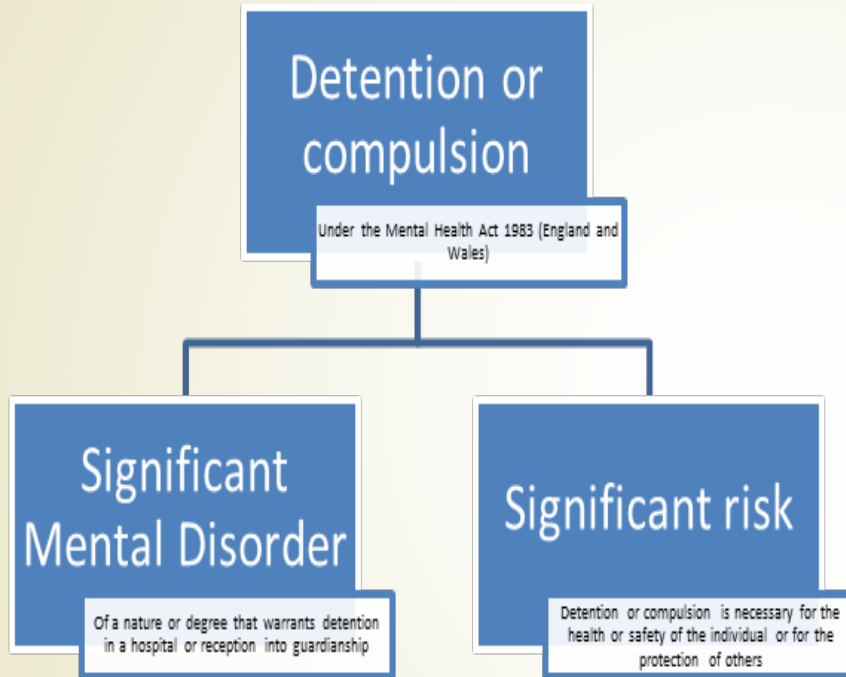 Detention or
compulsion
Under the Mental Health Act 1983 (England and
Wales)
Significant
Mental Disorder
Of a nature or degree that warrants detention
in a hospital or reception into guardianship
Significant risk
Detention or compulsion is necessary for the
health or safety of the individual or for the
protection of others